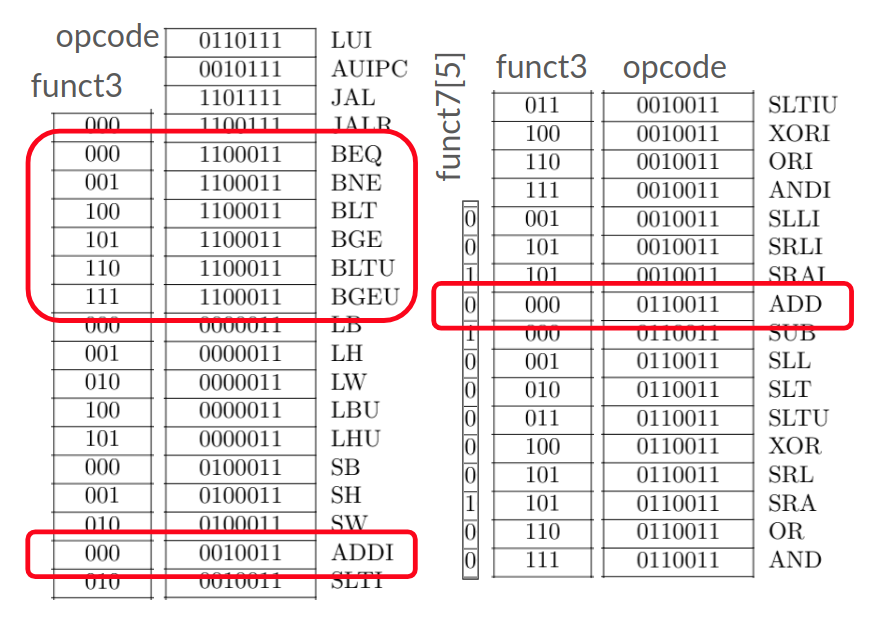 opcode 0110111 LUI
0010111 AUIPC
funct3 1101111 JAL
000 1100111 JALR
000 1100011 BEQ
001 1100011 BNE
100 1100011 BLT
101 1100011 BGE
110 1100011 BLTU
111 1100011 BGEU
000 0000011 LB
001 0000011 LH
010 0000011 LW
100 0000011 LBU
101 0000011 LHU
000 0100011 SB
001 0100011 SH
010 0100011 SW
000 0010011 ADDI
010 0010011 SLTI
funct7[5] funct3 opcode
011 0010011 SLTIU
100 0010011 XORI
110 0010011 ORI
111 0010011 ANDI
0 001 0010011 SLLI
0 101 0010011 SRLI
1 101 0010011 SRAI
0 000 0110011 ADD
1 000 0110011 SUB
0 001 0110011 SLL
0 010 0110011 SLT
0 011 0110011 SLTU
0 100 0110011 XOR
0 101 0110011 SRL
1 101 0110011 SRA
0 110 0110011 OR
0 111 0110011 AND